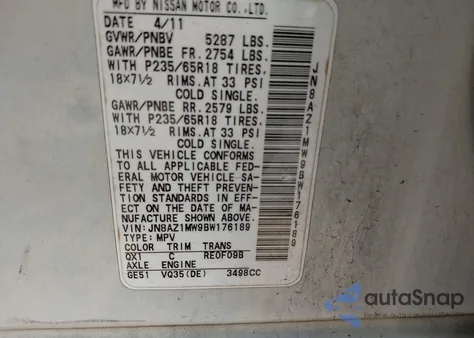 MFD BY NISSAN MOTOR CO.,LTD.
DATE 4/11
GVWR/PNBV 5287 LBS.
GAWR/PNBE FR. 2754 LBS.
WITH P235/65R18 TIRES.
18X7½ RIMS.AT 33 PSI
COLD SINGLE.
GAWR/PNBE RR. 2579 LBS.
WITH P235/65R18 TIRES.
18X7½ RIMS.AT 33 PSI
COLD SINGLE.
THIS VEHICLE CONFORMS
TO ALL APPLICABLE FED-
ERAL MOTOR VEHICLE SA-
FETY AND THEFT PREVEN-
TION STANDARDS IN EFF-
ECT ON THE DATE OF MA-
NUFACTURE SHOWN ABOVE.
VIN: JN8AZ1MW9BW176189
TYPE: MPV
COLOR TRIM TRANS
QX1 C RE0F09B
AXLE ENGINE
GE51 VQ35(DE) 3498CC
JN8AZ1MW9BW176189
autoSnap